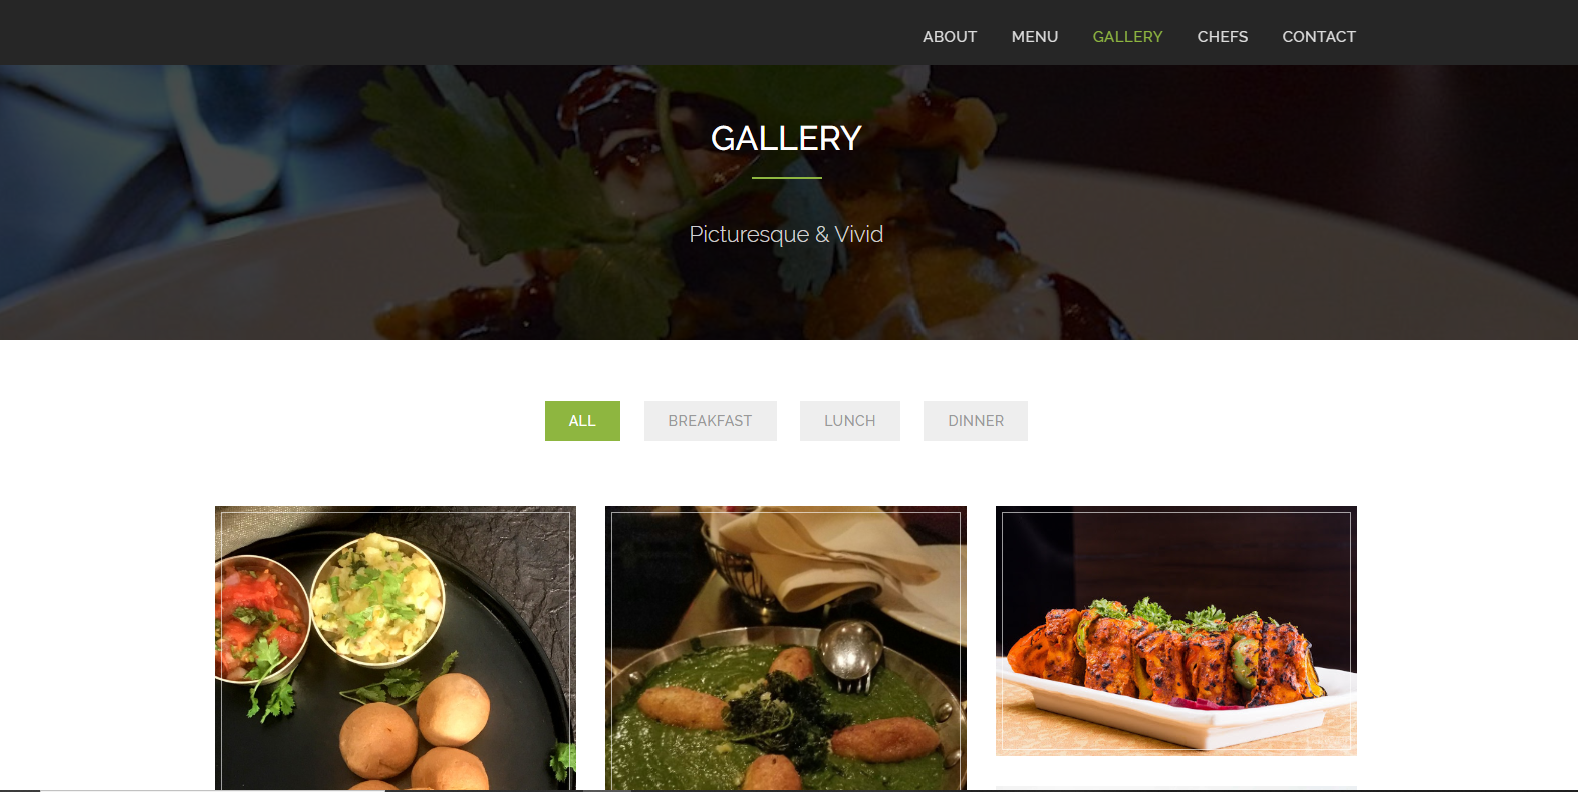 ABOUT MENU GALLERY CHEFS CONTACT
GALLERY
Picturesque & Vivid
ALL BREAKFAST LUNCH DINNER